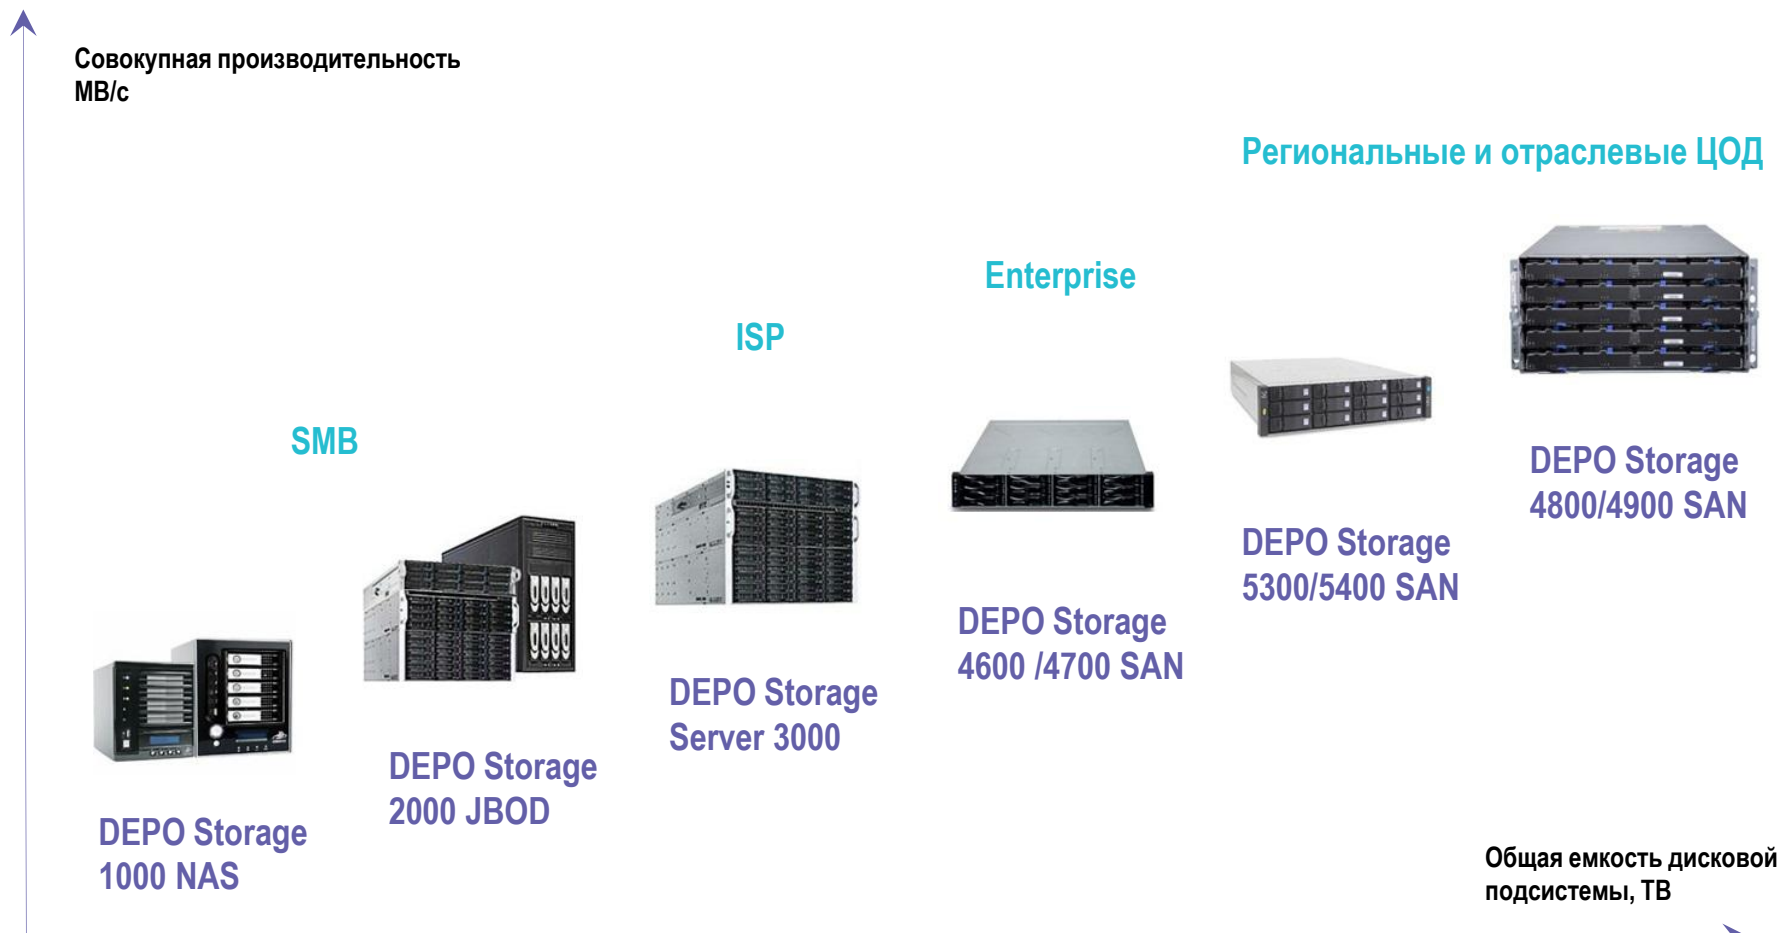 Совокупная производительность
МВ/с
Региональные и отраслевые ЦОД
Enterprise
ISP
SMB
DEPO Storage
4800/4900 SAN
DEPO Storage
5300/5400 SAN
DEPO Storage
4600 /4700 SAN
DEPO Storage
Server 3000
DEPO Storage
2000 JBOD
DEPO Storage
1000 NAS
Общая емкость дисковой
подсистемы, ТВ